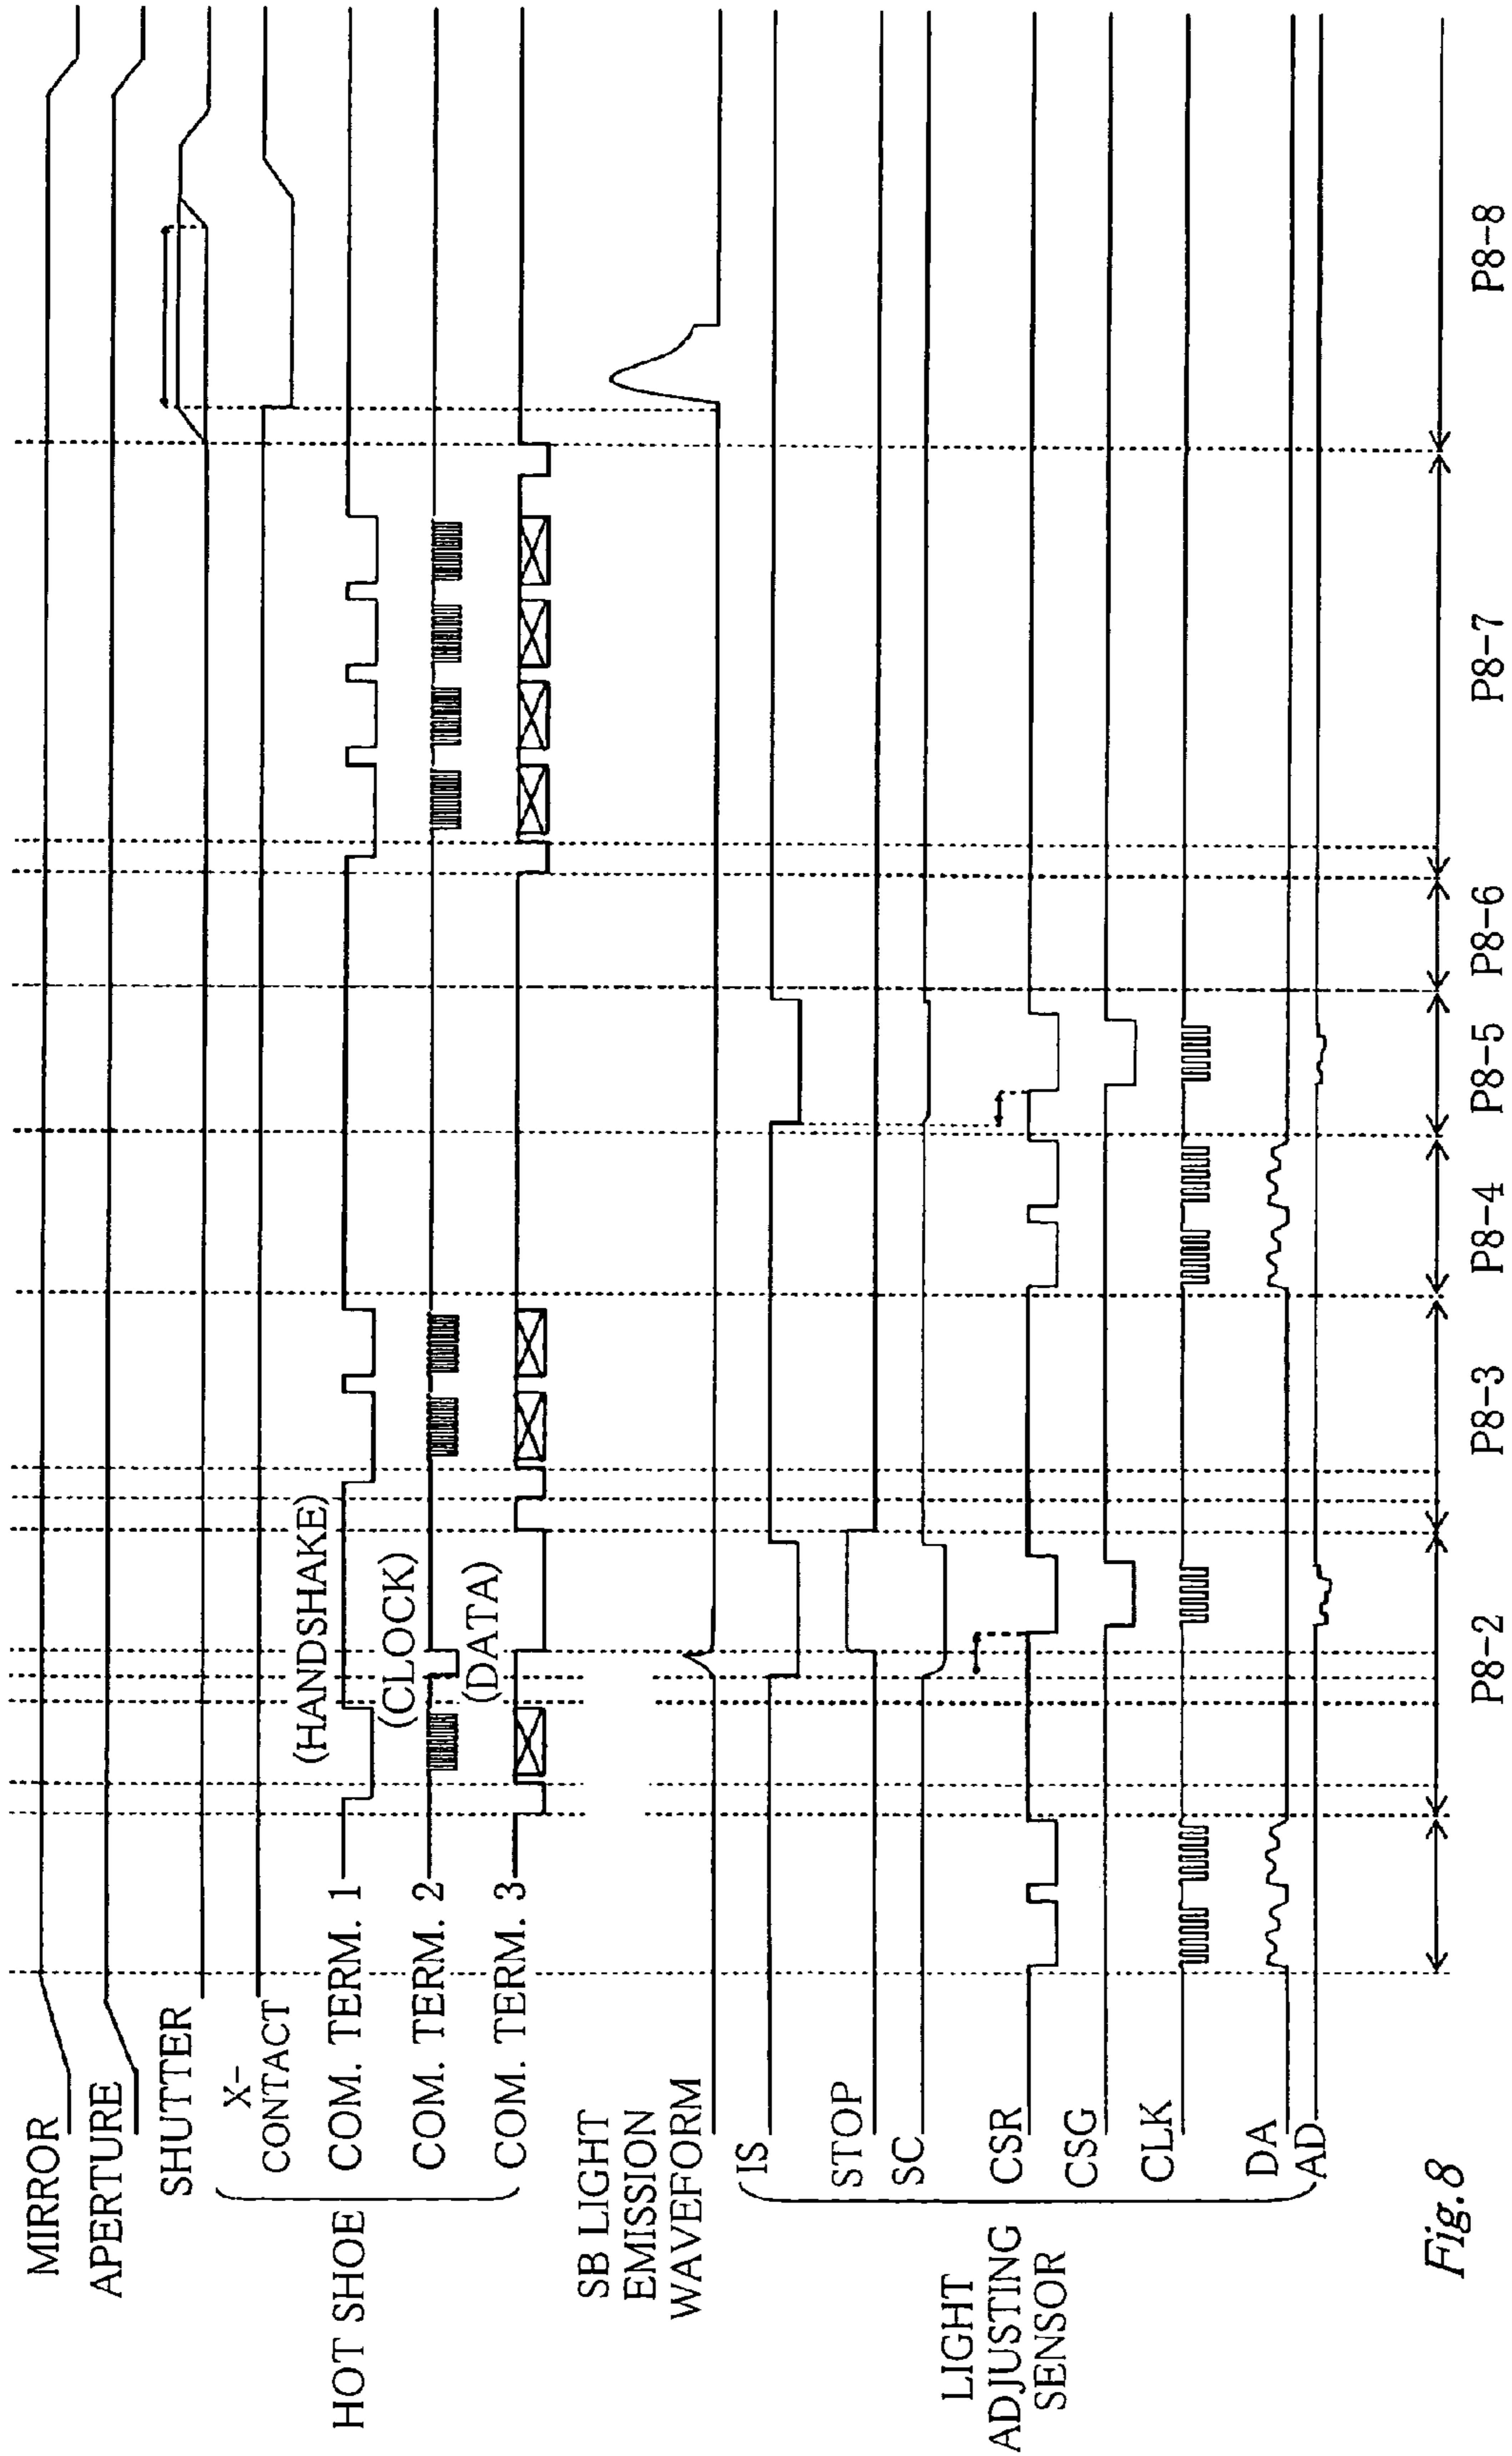 MIRROR
APERTURE
SHUTTER
X-
CONTACT
HOT SHOE
COM. TERM. 1
(HANDSHAKE)
COM. TERM. 2
(CLOCK)
COM. TERM. 3
(DATA)
SB LIGHT
EMISSION
WAVEFORM
LIGHT
ADJUSTING
SENSOR
IS
STOP
SC
CSR
CSG
CLK
DA
AD
P8-2
P8-3
P8-4
P8-5
P8-6
P8-7
P8-8
Fig.8